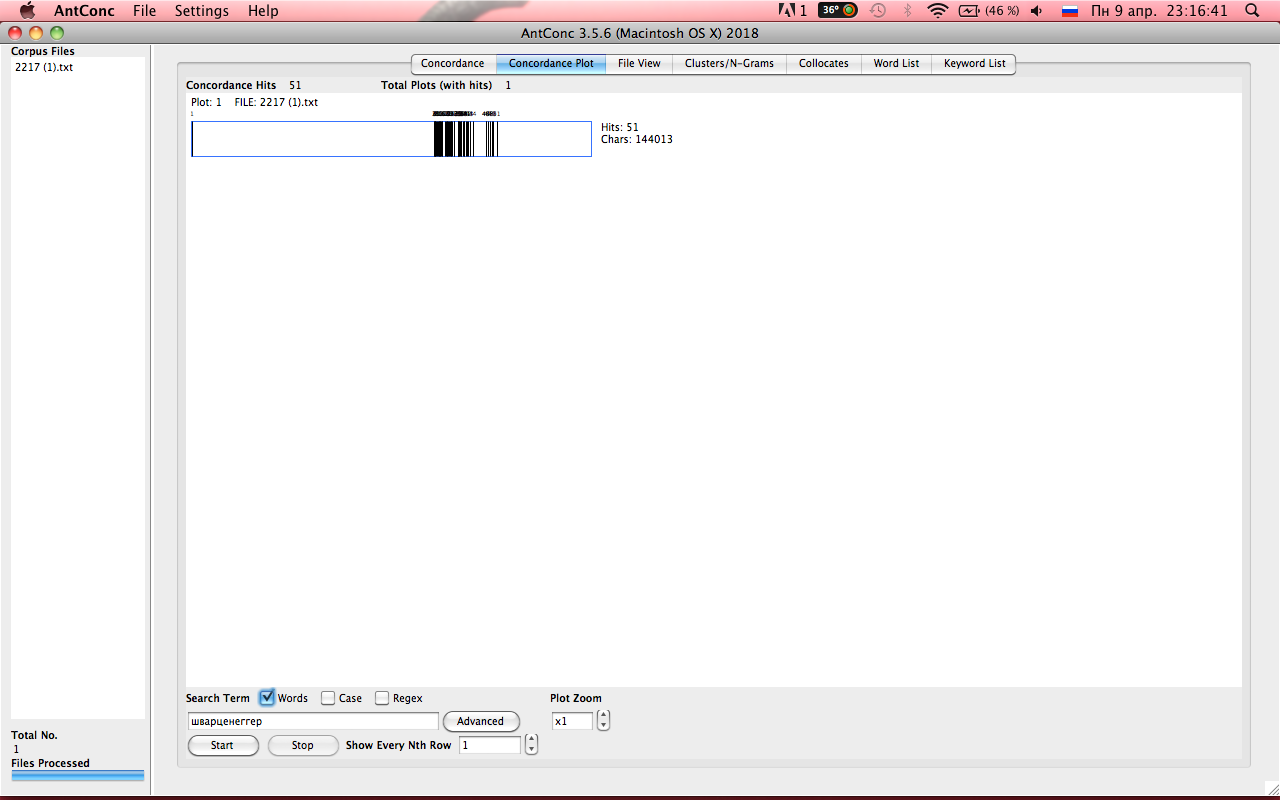 AntConc File Settings Help 1 36° (46 %) Пн 9 апр. 23:16:41
AntConc 3.5.6 (Macintosh OS X) 2018
Corpus Files
2217 (1).txt
Concordance Concordance Plot File View Clusters/N-Grams Collocates Word List Keyword List
Concordance Hits 51 Total Plots (with hits) 1
Plot: 1 FILE: 2217 (1).txt
1
Hits: 51
Chars: 144013
Search Term Words Case Regex Plot Zoom
шварценеггер Advanced x1
Start Stop Show Every Nth Row 1
Total No.
1
Files Processed